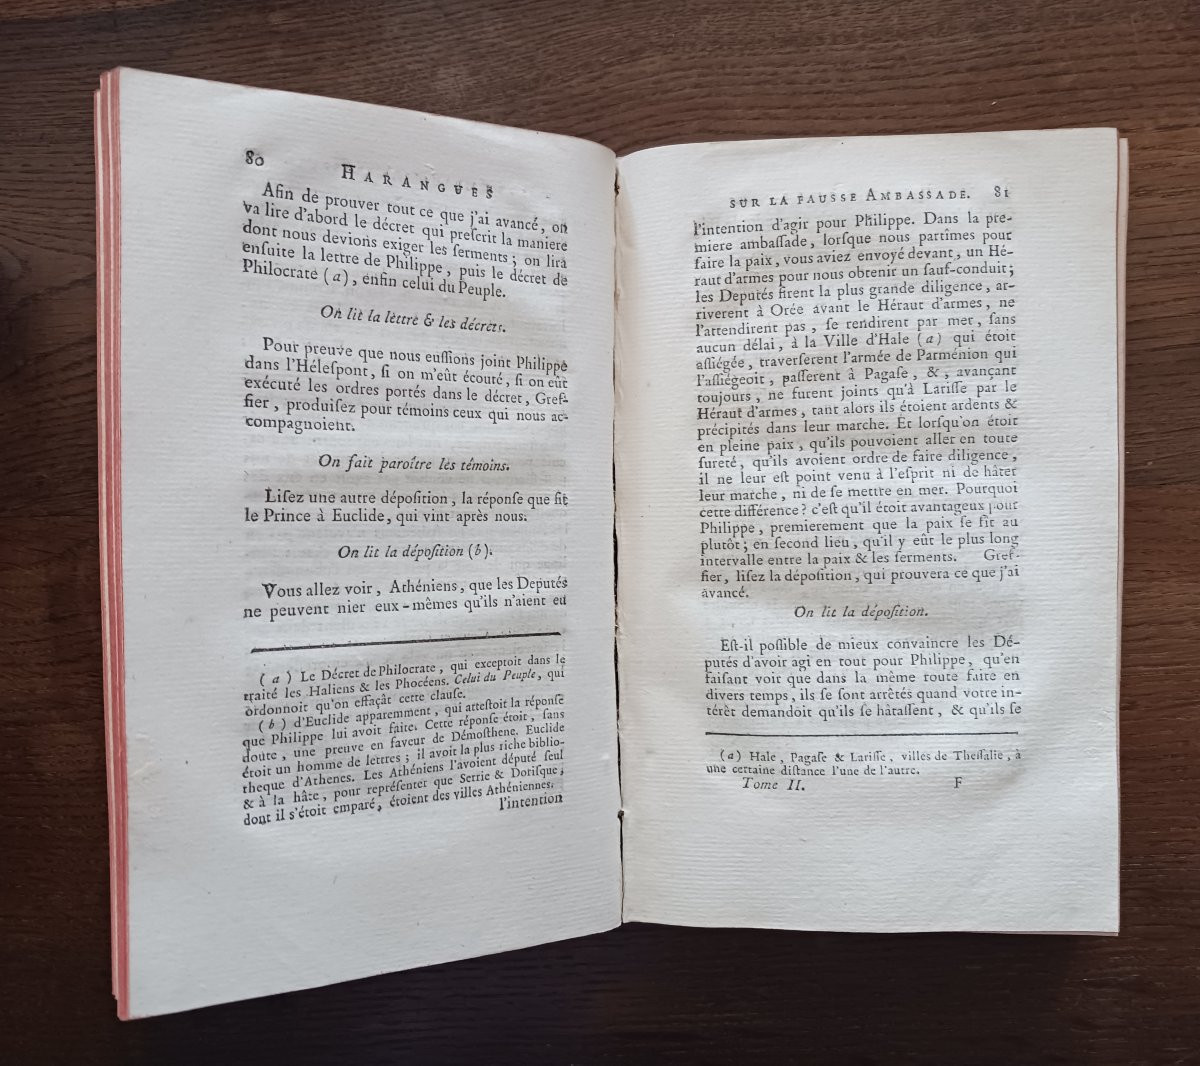 80
HARANGUES
Afin de prouver tout ce que j'ai avancé, on
va lire d'abord le décret qui preſcrit la maniere
dont nous devions exiger les ſerments; on lira
enſuite la lettre de Philippe, puis le décret de
Philocrate (a), enfin celui du Peuple.
On lit la lettre & les décrets.
Pour preuve que nous euſſions joint Philippe
dans l'Héleſpont, ſi on m'eût écouté, ſi on eût
exécuté les ordres portés dans le décret, Gref-
fier, produiſez pour témoins ceux qui nous ac-
compagnoient.
On fait paroître les témoins.
Liſez une autre dépoſition, la réponſe que fit
le Prince à Euclide, qui vint après nous.
On lit la dépoſition (b).
Vous allez voir, Athéniens, que les Députés
ne peuvent nier eux-mêmes qu'ils n'aient eu
(a) Le Décret de Philocrate, qui exceptoit dans le
traité les Haliens & les Phocéens. Celui du Peuple, qui
ordonnoit qu'on effaçât cette clauſe.
(b) d'Euclide apparemment, qui atteſtoit la réponſe
que Philippe lui avoit faite. Cette réponſe étoit, ſans
doute, une preuve en faveur de Démoſthene. Euclide
étoit un homme de lettres; il avoit la plus riche biblio-
theque d'Athenes. Les Athéniens l'avoient député ſeul
& à la hâte, pour repréſenter que Serrie & Doriſque,
dont il s'étoit emparé, étoient des villes Athéniennes.
l'intention
SUR LA FAUSSE AMBASSADE. 81
l'intention d'agir pour Philippe. Dans la pre-
miere ambaſſade, lorſque nous partîmes pour
faire la paix, vous aviez envoyé devant, un Hé-
raut d'armes pour nous obtenir un ſauf-conduit;
les Députés firent la plus grande diligence, ar-
riverent à Orée avant le Héraut d'armes, ne
l'attendirent pas, ſe rendirent par mer, ſans
aucun délai, à la Ville d'Hale (a) qui étoit
aſſiégée, traverſerent l'armée de Parménion qui
l'aſſiégeoit, paſſerent à Pagaſe, &, avançant
toujours, ne furent joints qu'à Lariſſe par le
Héraut d'armes, tant alors ils étoient ardents &
précipités dans leur marche. Et lorſqu'on étoit
en pleine paix, qu'ils pouvoient aller en toute
ſureté, qu'ils avoient ordre de faire diligence,
il ne leur eſt point venu à l'eſprit ni de hâter
leur marche, ni de ſe mettre en mer. Pourquoi
cette différence? c'eſt qu'il étoit avantageux pour
Philippe, premierement que la paix ſe fît au
plutôt; en ſecond lieu, qu'il y eût le plus long
intervalle entre la paix & les ſerments. Gref-
fier, liſez la dépoſition, qui prouvera ce que j'ai
avancé.
On lit la dépoſition.
Eſt-il poſſible de mieux convaincre les Dé-
putés d'avoir agi en tout pour Philippe, qu'en
faiſant voir que dans la même route faite en
divers temps, ils ſe ſont arrêtés quand votre in-
térêt demandoit qu'ils ſe hâtaſſent, & qu'ils ſe
(a) Hale, Pagaſe & Lariſſe, villes de Theſſalie, à
une certaine diſtance l'une de l'autre.
Tome II. F